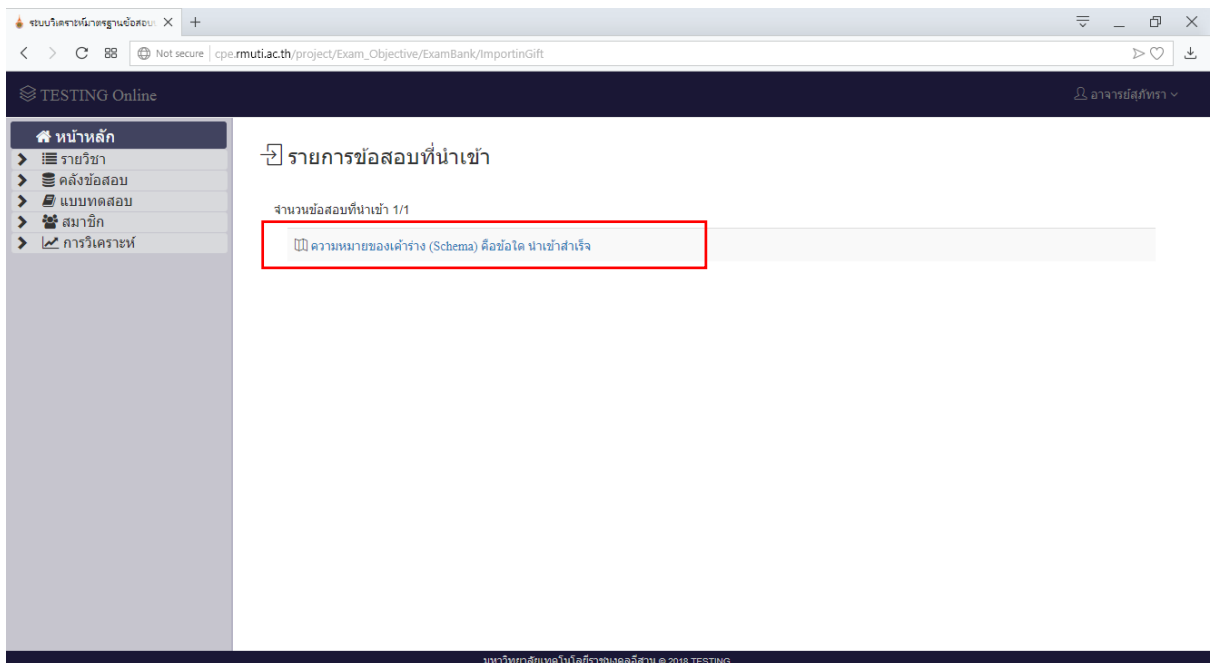 ระบบวิเคราะห์มาตรฐานข้อสอบ
Not secure cpe.rmuti.ac.th/project/Exam_Objective/ExamBank/ImportinGift
TESTING Online
อาจารย์สุภัทรา
หน้าหลัก
รายวิชา
คลังข้อสอบ
แบบทดสอบ
สมาชิก
การวิเคราะห์
รายการข้อสอบที่นำเข้า
จำนวนข้อสอบที่นำเข้า 1/1
ความหมายของเค้าร่าง (Schema) คือข้อใด นำเข้าสำเร็จ
มหาวิทยาลัยเทคโนโลยีราชมงคลอีสาน © 2018 TESTING